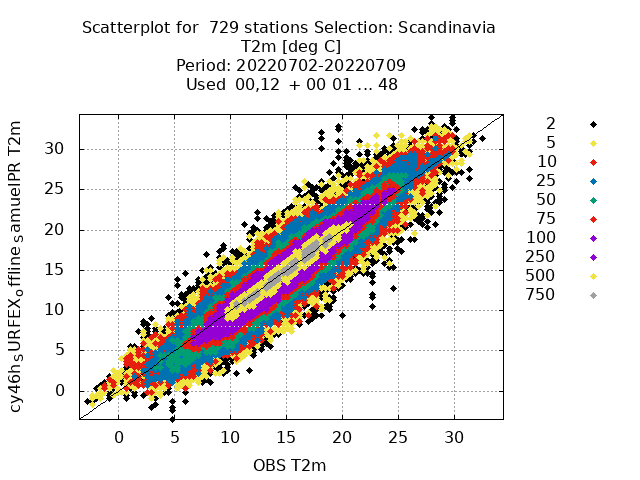 Scatterplot for 729 stations Selection: Scandinavia
T2m [deg C]
Period: 20220702-20220709
Used 00,12 + 00 01 ... 48
cy46h_sURFEX_offline_samuelPR T2m
30
25
20
15
10
5
0
0 5 10 15 20 25 30
OBS T2m
2
5
10
25
50
75
100
250
500
750